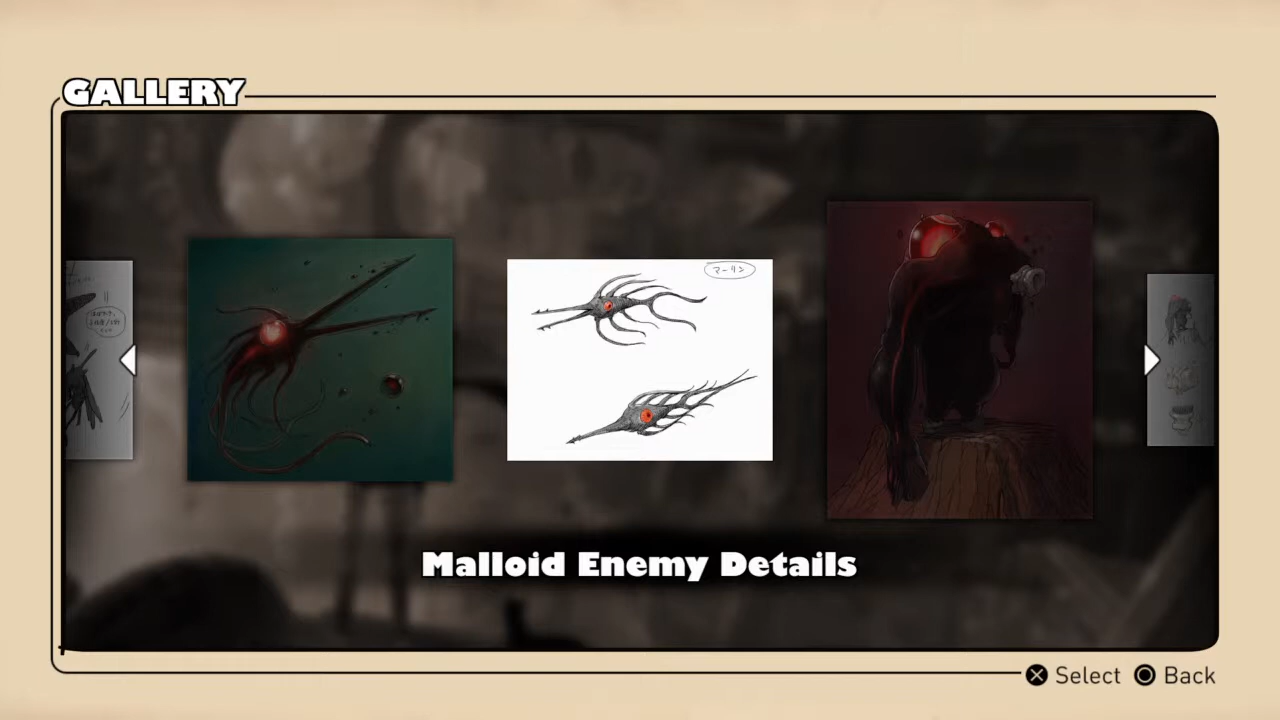 GALLERY
マーリン
Malloid Enemy Details
Select
Back